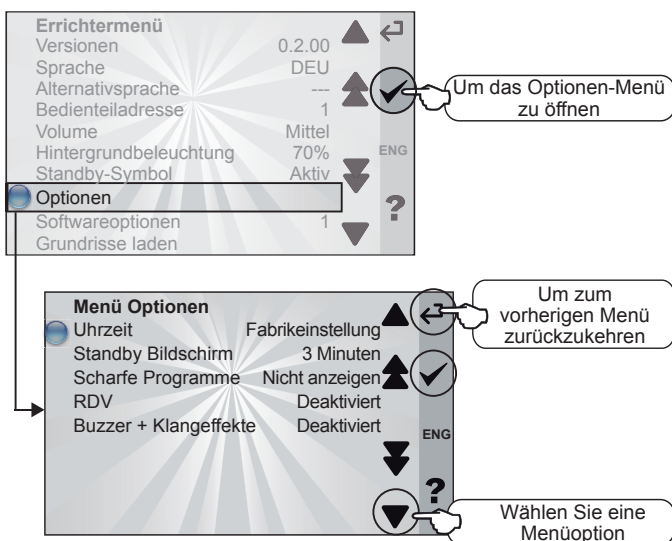 Errichtermenü
Versionen 0.2.00
Sprache DEU
Alternativsprache ---
Bedienteiladresse 1
Volume Mittel
Hintergrundbeleuchtung 70%
Standby-Symbol Aktiv
Optionen
Softwareoptionen 1
Grundrisse laden
ENG
?
Um das Optionen-Menü
zu öffnen
Menü Optionen
Uhrzeit Fabrikeinstellung
Standby Bildschirm 3 Minuten
Scharfe Programme Nicht anzeigen
RDV Deaktiviert
Buzzer + Klangeffekte Deaktiviert
ENG
?
Um zum
vorherigen Menü
zurückzukehren
Wählen Sie eine
Menüoption